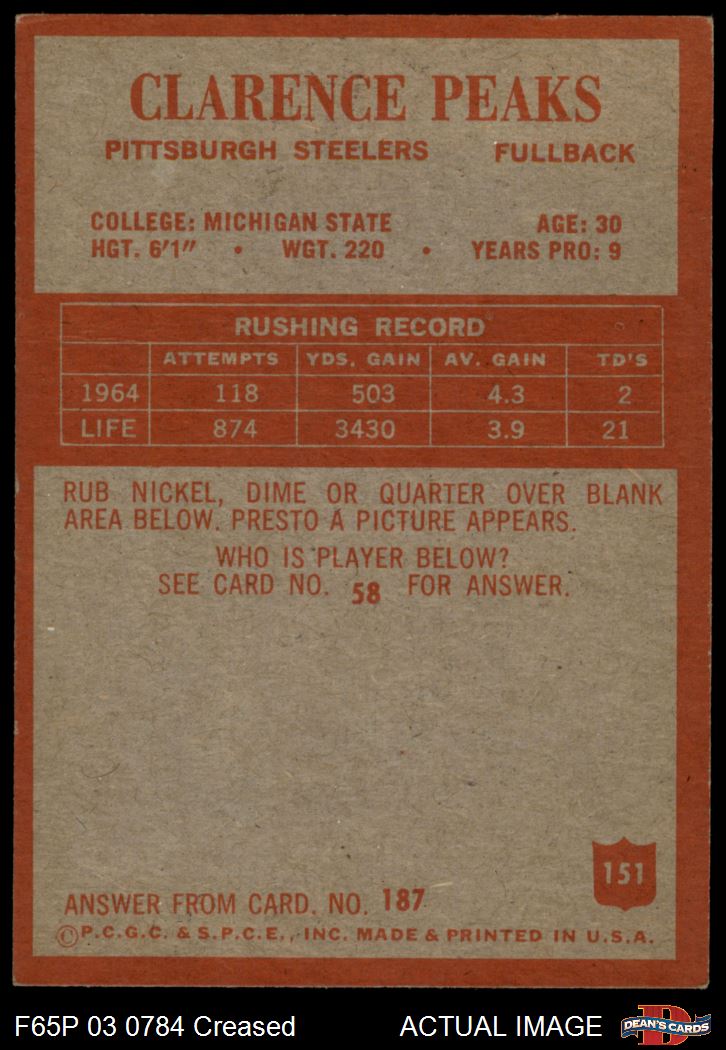 CLARENCE PEAKS
PITTSBURGH STEELERS FULLBACK
COLLEGE: MICHIGAN STATE AGE: 30
HGT. 6'1" • WGT. 220 • YEARS PRO: 9
RUSHING RECORD
ATTEMPTS YDS. GAIN AV. GAIN TD'S
1964 118 503 4.3 2
LIFE 874 3430 3.9 21
RUB NICKEL, DIME OR QUARTER OVER BLANK
AREA BELOW. PRESTO A PICTURE APPEARS.
WHO IS PLAYER BELOW?
SEE CARD NO. 58 FOR ANSWER.
151
ANSWER FROM CARD. NO. 187
©P.C.G.C. & S.P.C.E., INC. MADE & PRINTED IN U.S.A.
F65P 03 0784 Creased ACTUAL IMAGE
D
DEAN'S CARDS